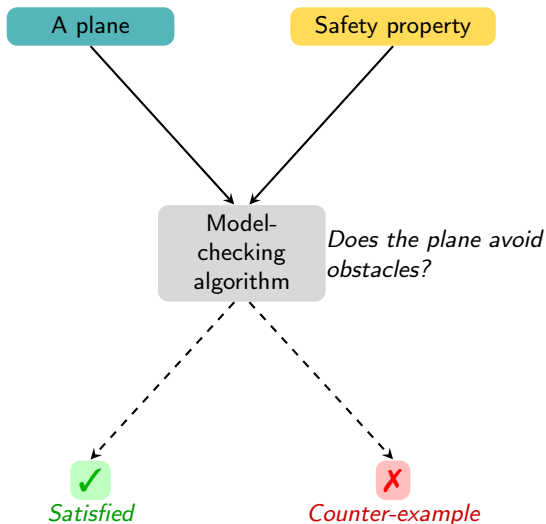 A plane
Safety property
Model-
checking
algorithm
Does the plane avoid
obstacles?
✓
✗
Satisfied
Counter-example